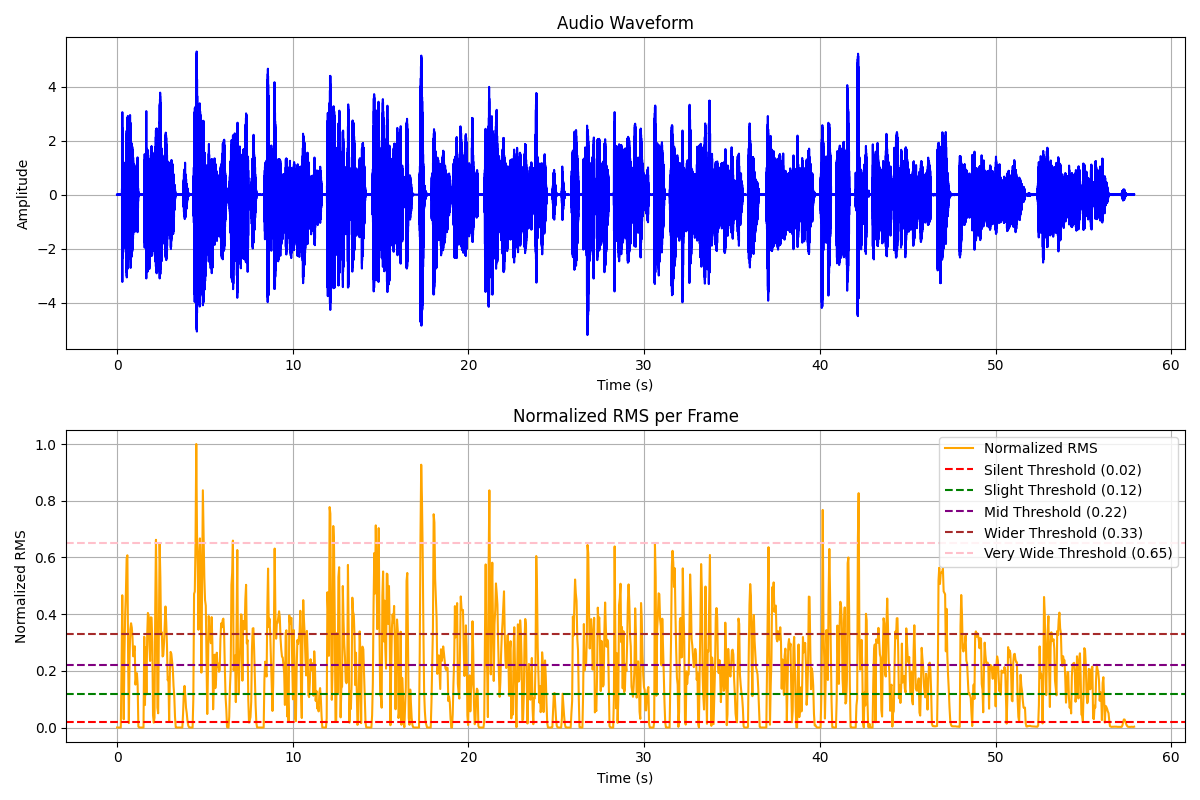 Audio Waveform
4
2
0
−2
−4
Amplitude
0 10 20 30 40 50 60
Time (s)
Normalized RMS per Frame
1.0
0.8
0.6
0.4
0.2
0.0
Normalized RMS
Normalized RMS
Silent Threshold (0.02)
Slight Threshold (0.12)
Mid Threshold (0.22)
Wider Threshold (0.33)
Very Wide Threshold (0.65)
0 10 20 30 40 50 60
Time (s)